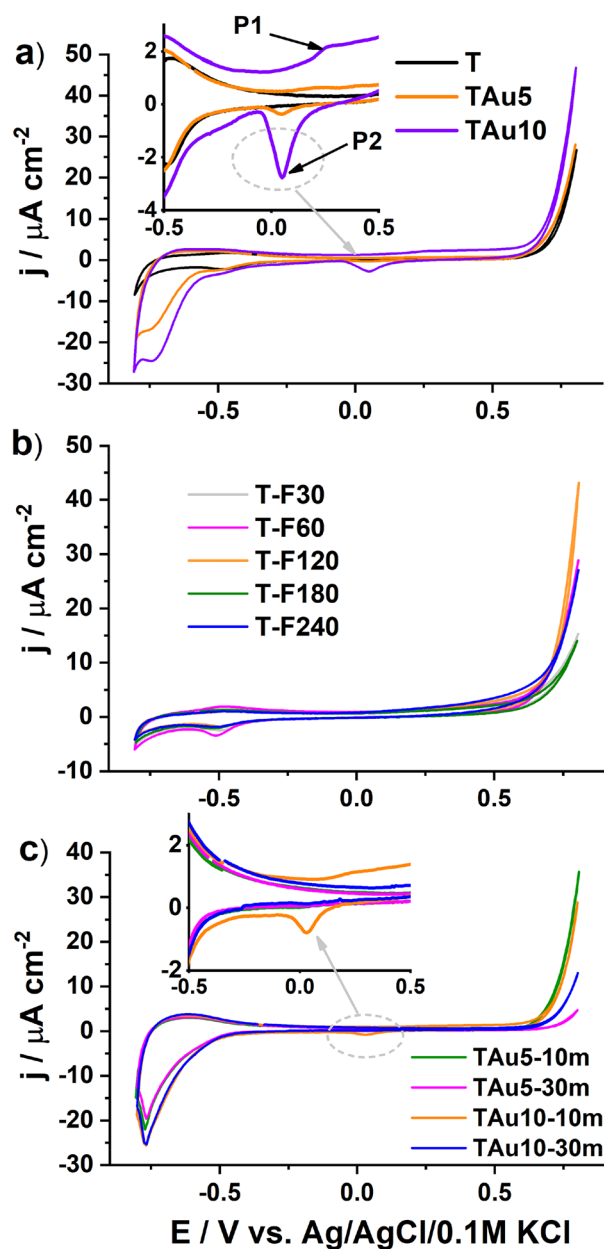 a)
P1
P2
T
TAu5
TAu10
2
0
-2
-4
-0.5
0.0
0.5
50
40
30
20
10
0
-10
-20
-30
-0.5
0.0
0.5
j / μA cm⁻²
b)
T-F30
T-F60
T-F120
T-F180
T-F240
50
40
30
20
10
0
-10
-0.5
0.0
0.5
j / μA cm⁻²
c)
2
0
-2
-0.5
0.0
0.5
40
30
20
10
0
-10
-20
-30
-0.5
0.0
0.5
j / μA cm⁻²
TAu5-10m
TAu5-30m
TAu10-10m
TAu10-30m
E / V vs. Ag/AgCl/0.1M KCl